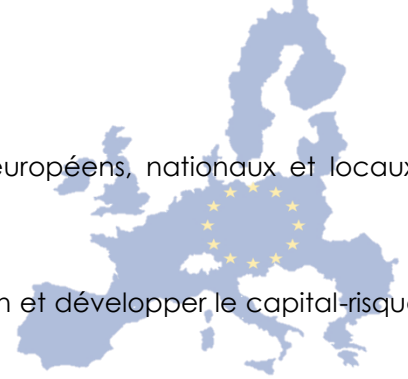 européens, nationaux et locaux
n et développer le capital-risque